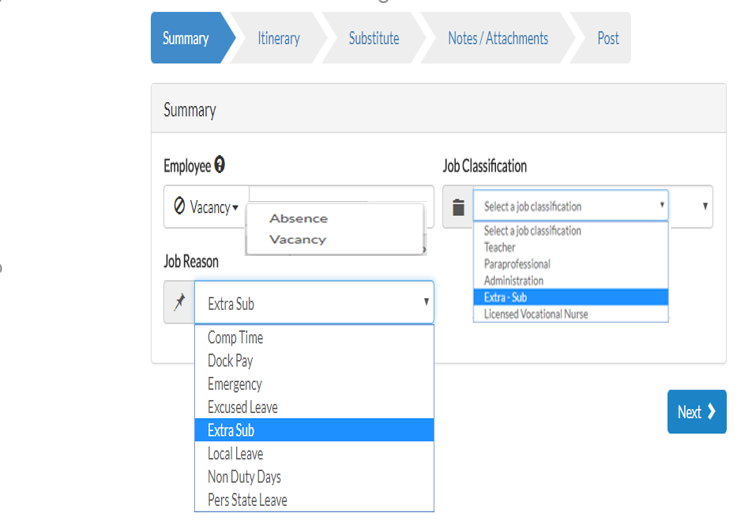 Summary
Itinerary
Substitute
Notes / Attachments
Post
Summary
Employee
Job Classification
Vacancy
Absence
Vacancy
Select a job classification
Select a job classification
Teacher
Paraprofessional
Administration
Extra - Sub
Licensed Vocational Nurse
Job Reason
Extra Sub
Comp Time
Dock Pay
Emergency
Excused Leave
Extra Sub
Local Leave
Non Duty Days
Pers State Leave
Next